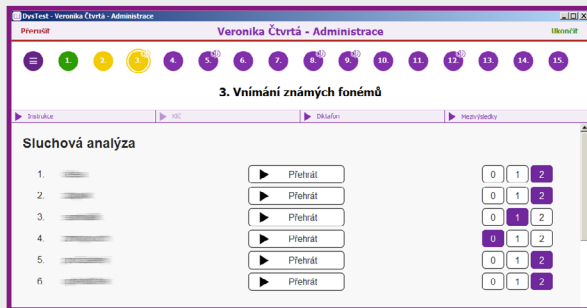 DysTest - Veronika Čtvrtá - Administrace
Přerušit Veronika Čtvrtá - Administrace Ukončit
1. 2. 3. 4. 5. 6. 7. 8. 9. 10. 11. 12. 13. 14. 15.
3. Vnímání známých fonémů
Instrukce Klíč Diktafon Mezivýsledky
Sluchová analýza
1. Přehrát 0 1 2
2. Přehrát 0 1 2
3. Přehrát 0 1 2
4. Přehrát 0 1 2
5. Přehrát 0 1 2
6. Přehrát 0 1 2